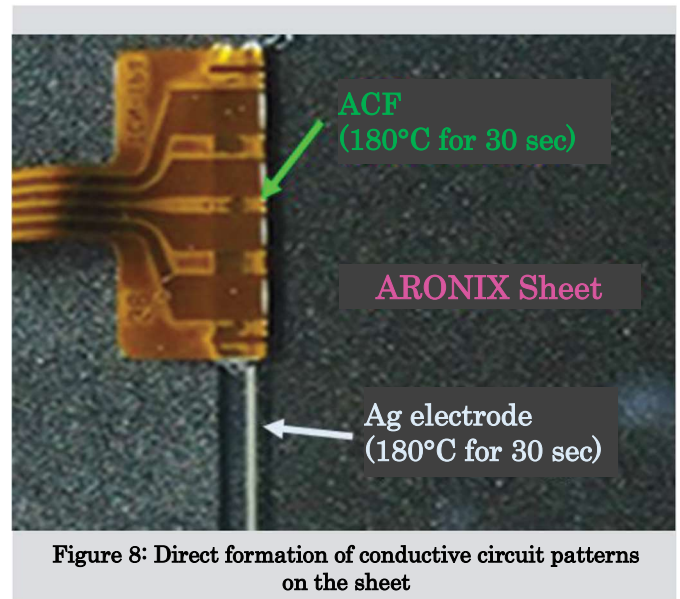 ACF
(180°C for 30 sec)
ARONIX Sheet
Ag electrode
(180°C for 30 sec)
Figure 8: Direct formation of conductive circuit patterns
on the sheet